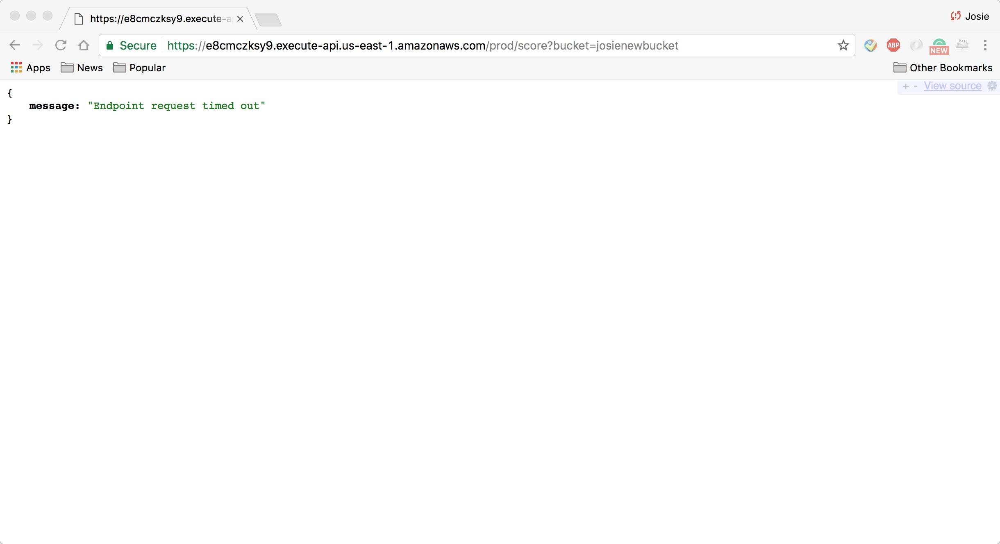 https://e8cmczksy9.execute-a
Josie
Secure https://e8cmczksy9.execute-api.us-east-1.amazonaws.com/prod/score?bucket=josienewbucket
ABP
NEW
Apps News Popular Other Bookmarks
+ - View source
{
message: "Endpoint request timed out"
}